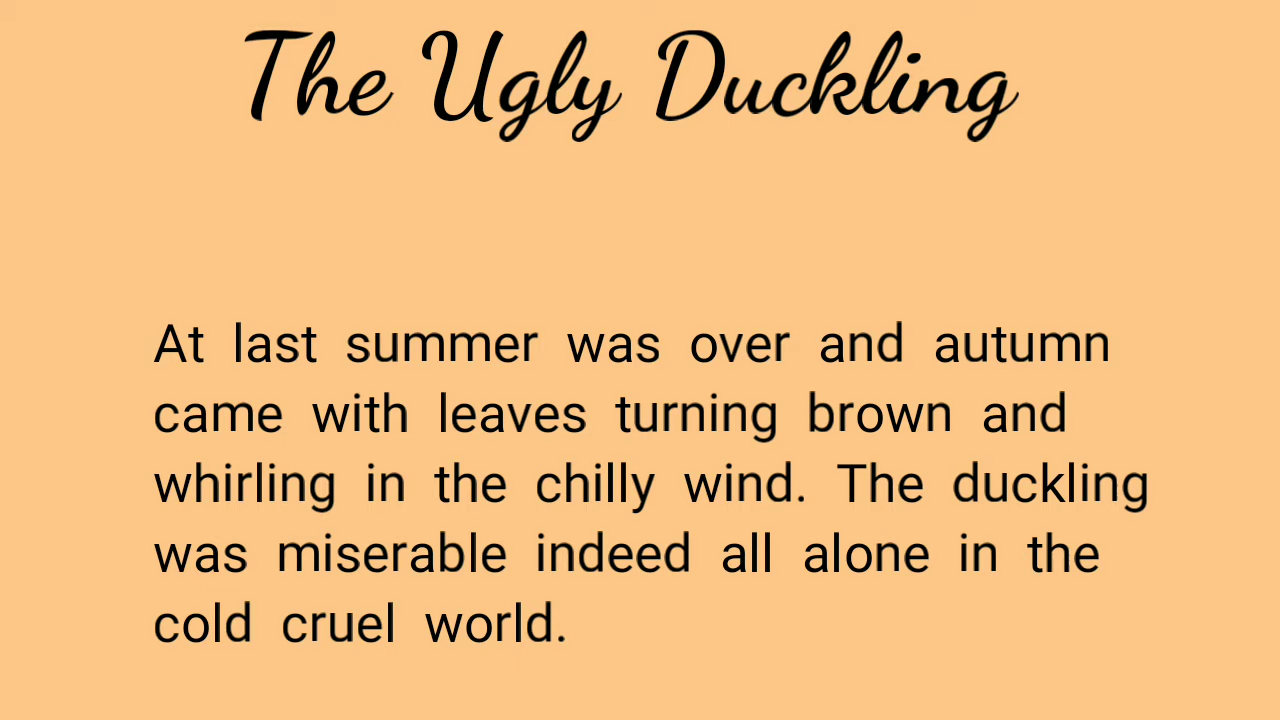 The Ugly Duckling
At last summer was over and autumn
came with leaves turning brown and
whirling in the chilly wind. The duckling
was miserable indeed all alone in the
cold cruel world.